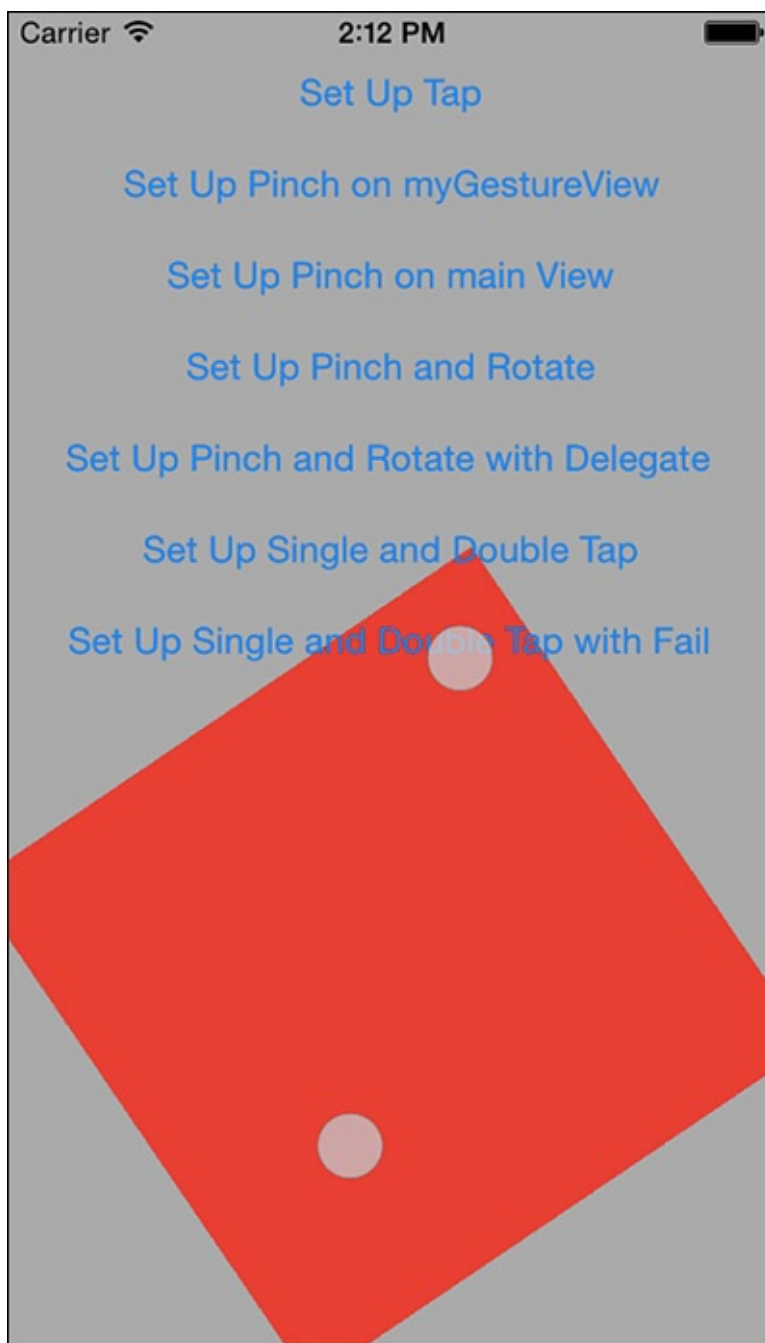 Carrier 2:12 PM
Set Up Tap
Set Up Pinch on myGestureView
Set Up Pinch on main View
Set Up Pinch and Rotate
Set Up Pinch and Rotate with Delegate
Set Up Single and Double Tap
Set Up Single and Double Tap with Fail